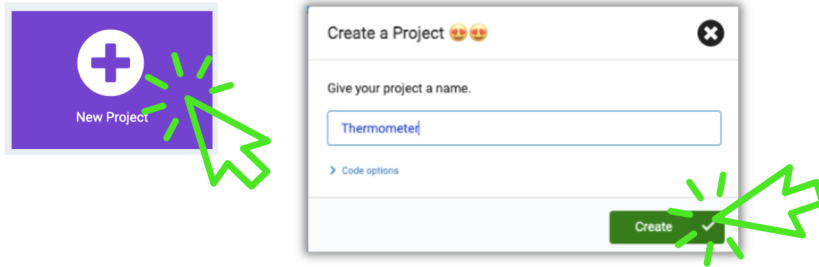 New Project
Create a Project 😍😍
Give your project a name.
Thermometer
Code options
Create